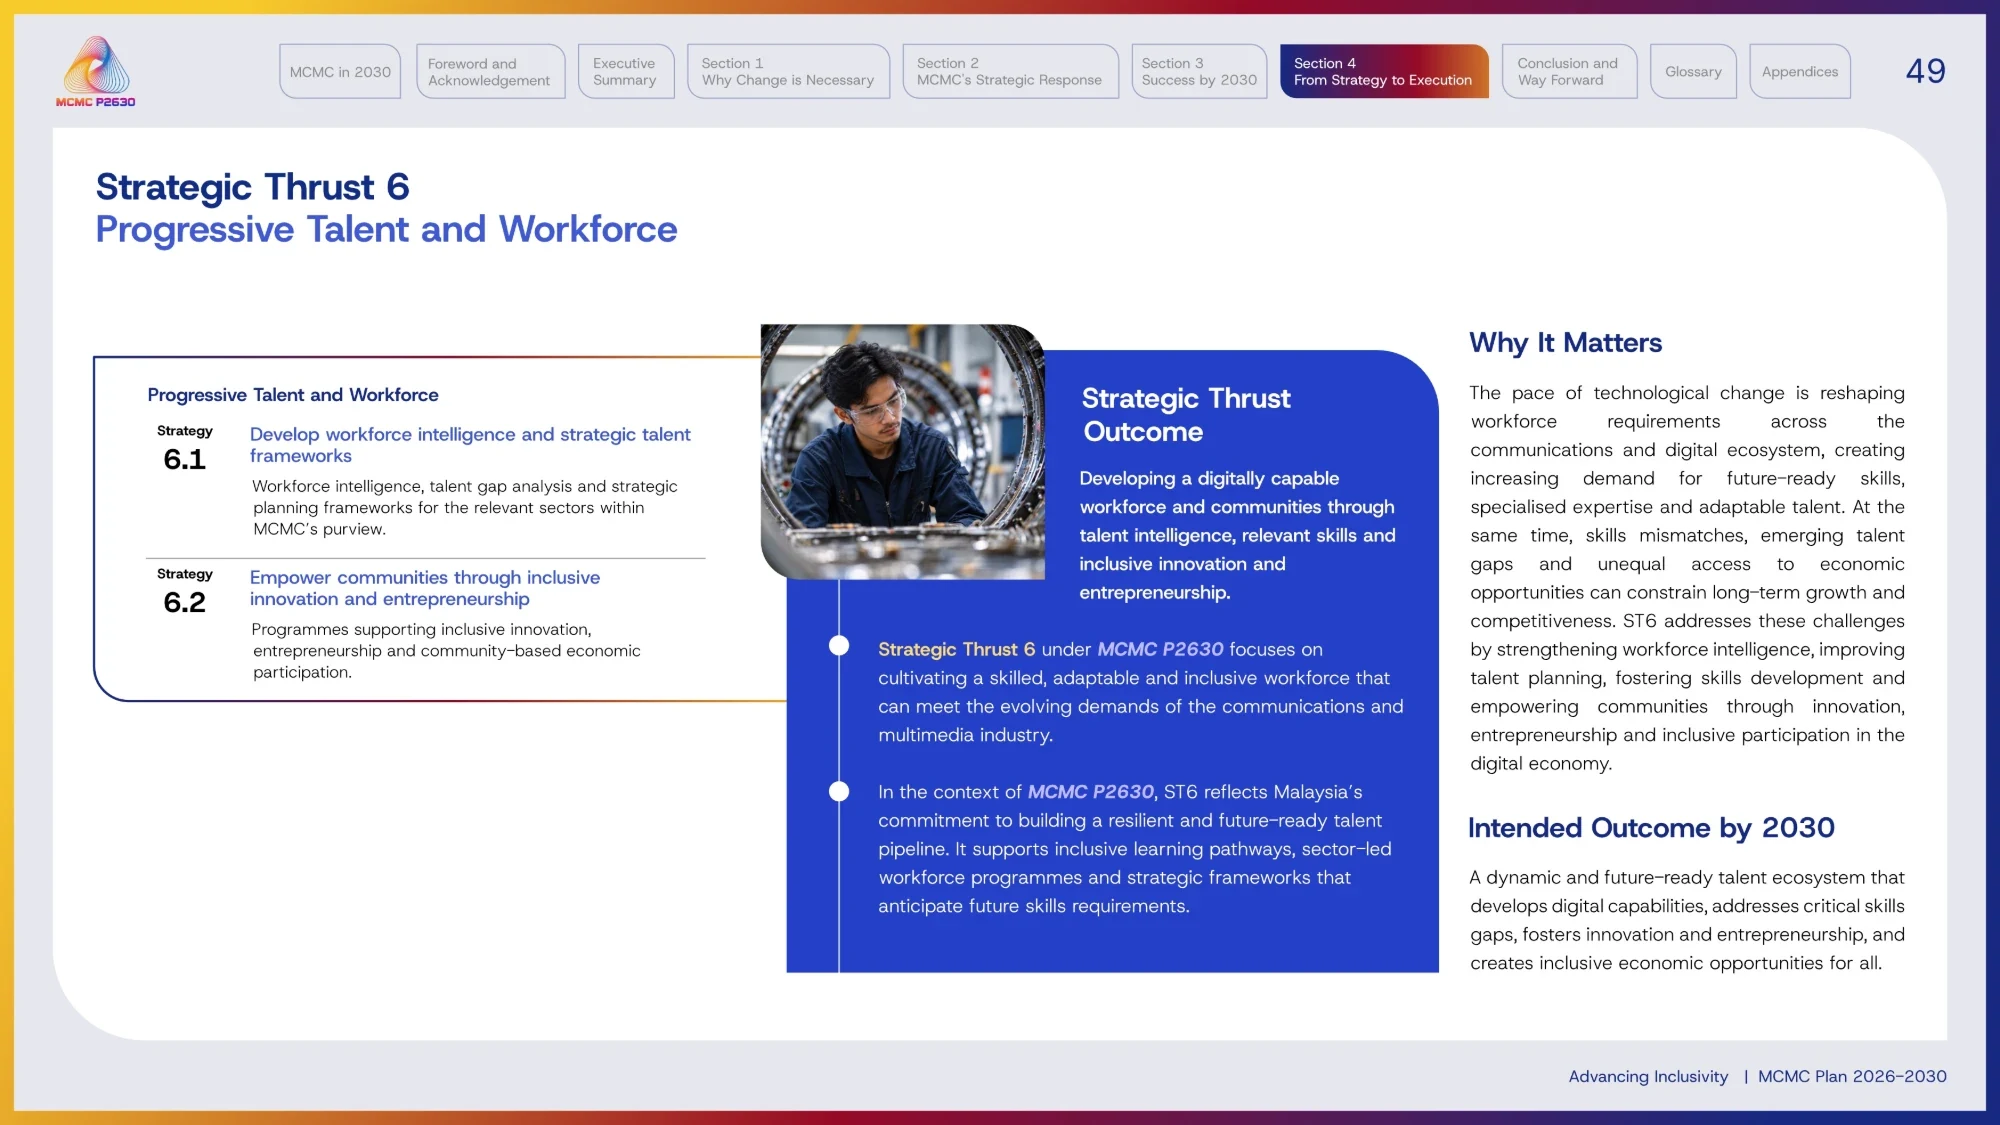 MCMC P2630
MCMC in 2030
Foreword and
Acknowledgement
Executive
Summary
Section 1
Why Change is Necessary
Section 2
MCMC's Strategic Response
Section 3
Success by 2030
Section 4
From Strategy to Execution
Conclusion and
Way Forward
Glossary
Appendices
49
Strategic Thrust 6
Progressive Talent and Workforce
Progressive Talent and Workforce
Strategy
6.1
Develop workforce intelligence and strategic talent
frameworks
Workforce intelligence, talent gap analysis and strategic
planning frameworks for the relevant sectors within
MCMC's purview.
Strategy
6.2
Empower communities through inclusive
innovation and entrepreneurship
Programmes supporting inclusive innovation,
entrepreneurship and community-based economic
participation.
Strategic Thrust
Outcome
Developing a digitally capable
workforce and communities through
talent intelligence, relevant skills and
inclusive innovation and
entrepreneurship.
Strategic Thrust 6 under MCMC P2630 focuses on
cultivating a skilled, adaptable and inclusive workforce that
can meet the evolving demands of the communications and
multimedia industry.
In the context of MCMC P2630, ST6 reflects Malaysia's
commitment to building a resilient and future-ready talent
pipeline. It supports inclusive learning pathways, sector-led
workforce programmes and strategic frameworks that
anticipate future skills requirements.
Why It Matters
The pace of technological change is reshaping
workforce requirements across the
communications and digital ecosystem, creating
increasing demand for future-ready skills,
specialised expertise and adaptable talent. At the
same time, skills mismatches, emerging talent
gaps and unequal access to economic
opportunities can constrain long-term growth and
competitiveness. ST6 addresses these challenges
by strengthening workforce intelligence, improving
talent planning, fostering skills development and
empowering communities through innovation,
entrepreneurship and inclusive participation in the
digital economy.
Intended Outcome by 2030
A dynamic and future-ready talent ecosystem that
develops digital capabilities, addresses critical skills
gaps, fosters innovation and entrepreneurship, and
creates inclusive economic opportunities for all.
Advancing Inclusivity | MCMC Plan 2026-2030